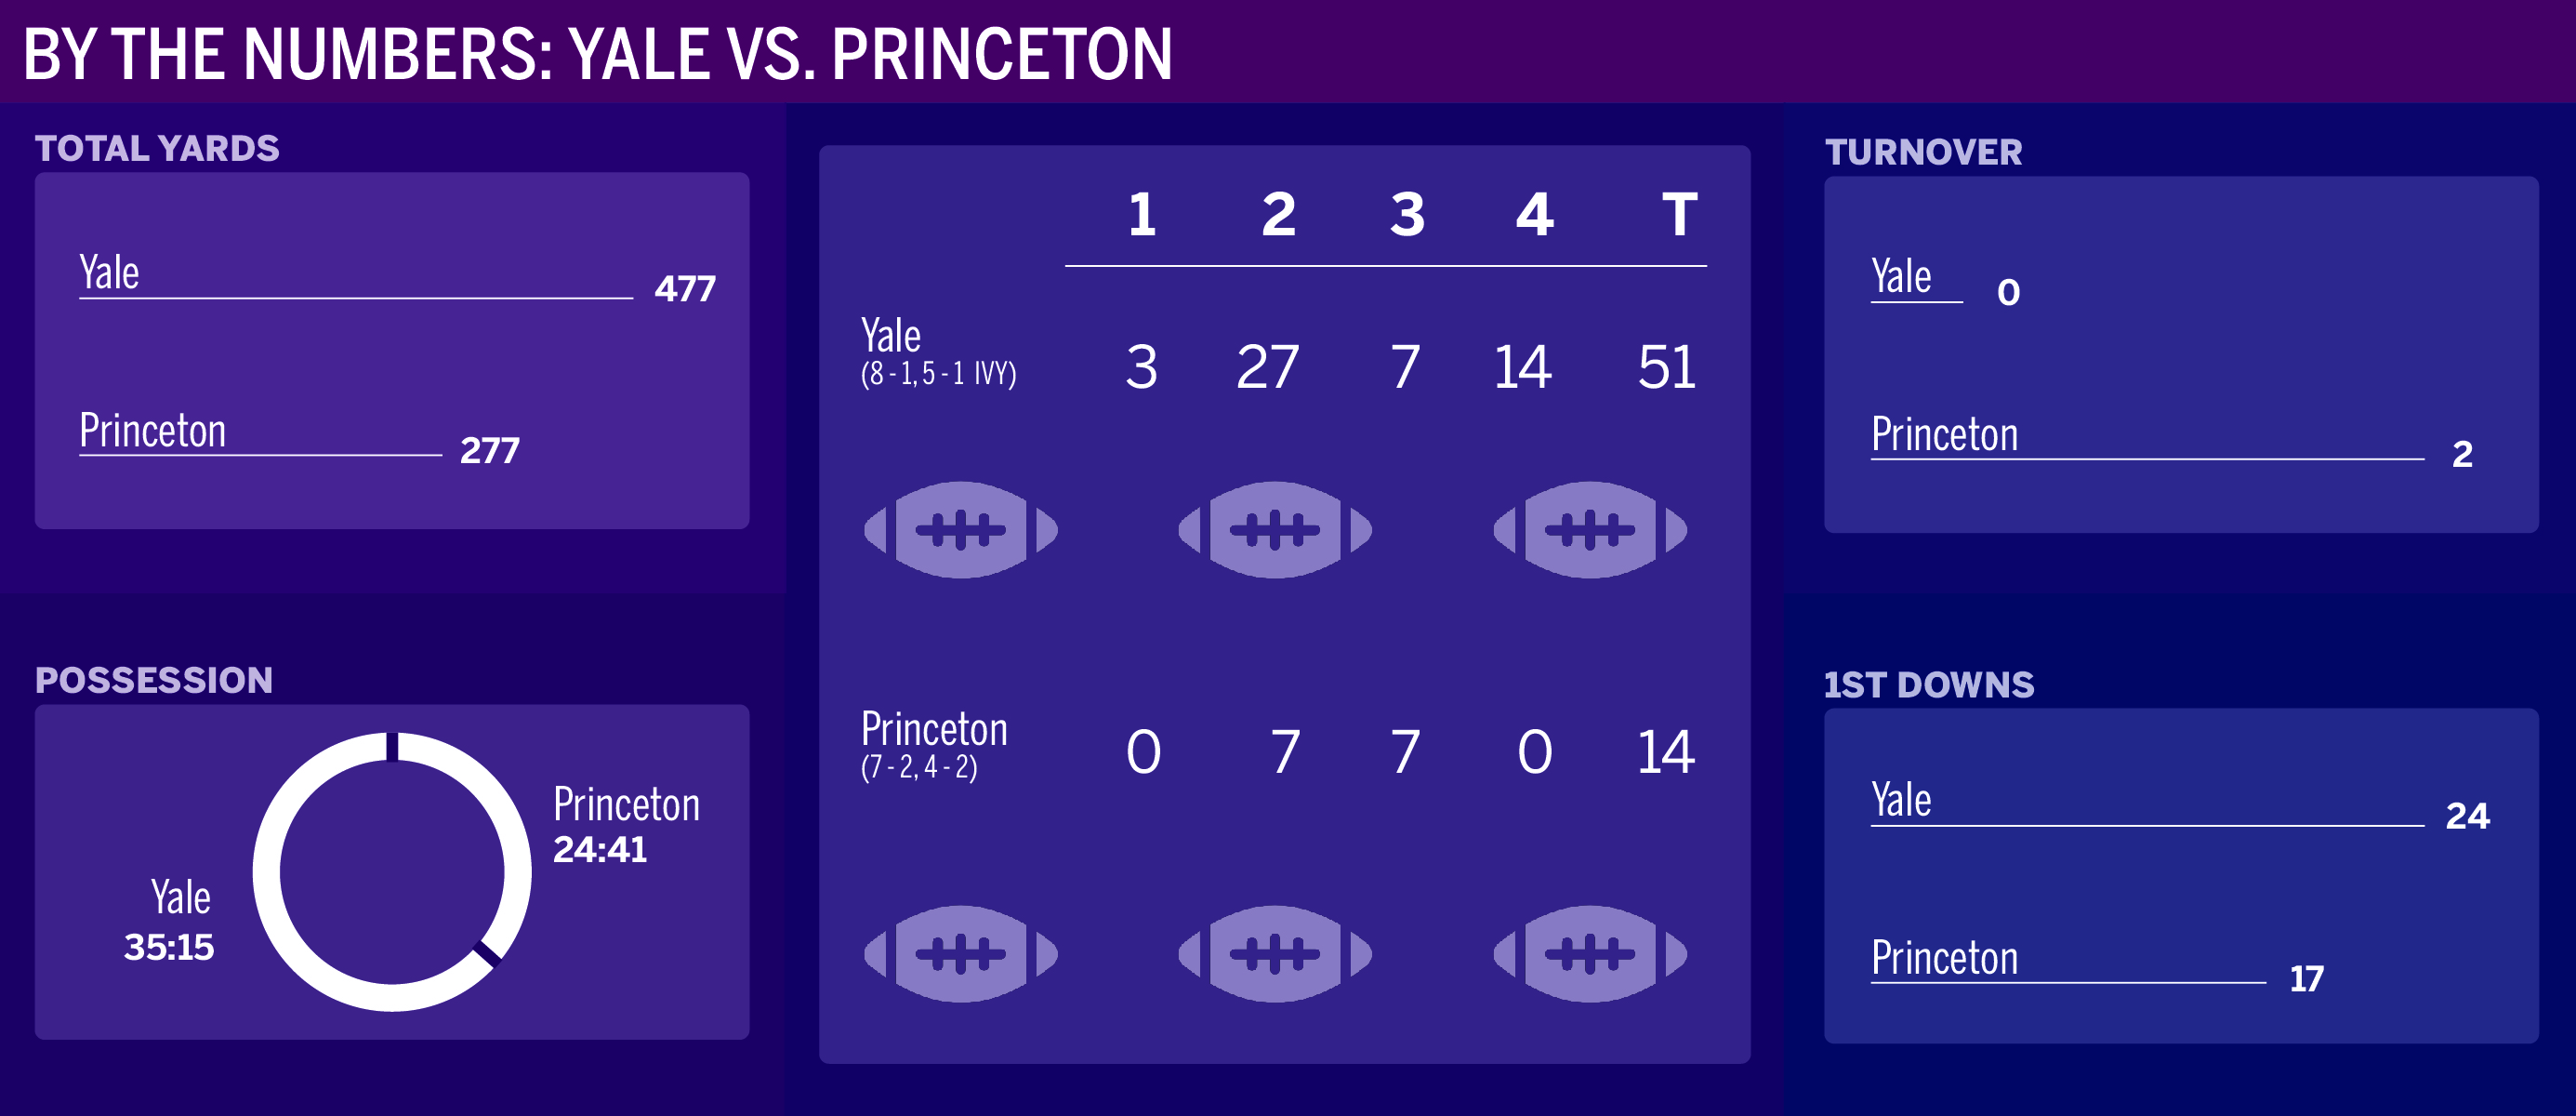 BY THE NUMBERS: YALE VS. PRINCETON
TOTAL YARDS
Yale 477
Princeton 277
POSSESSION
Princeton
24:41
Yale
35:15
1 2 3 4 T
Yale
(8 - 1, 5 - 1 IVY)
3 27 7 14 51
Princeton
(7 - 2, 4 - 2)
0 7 7 0 14
TURNOVER
Yale 0
Princeton 2
1ST DOWNS
Yale 24
Princeton 17